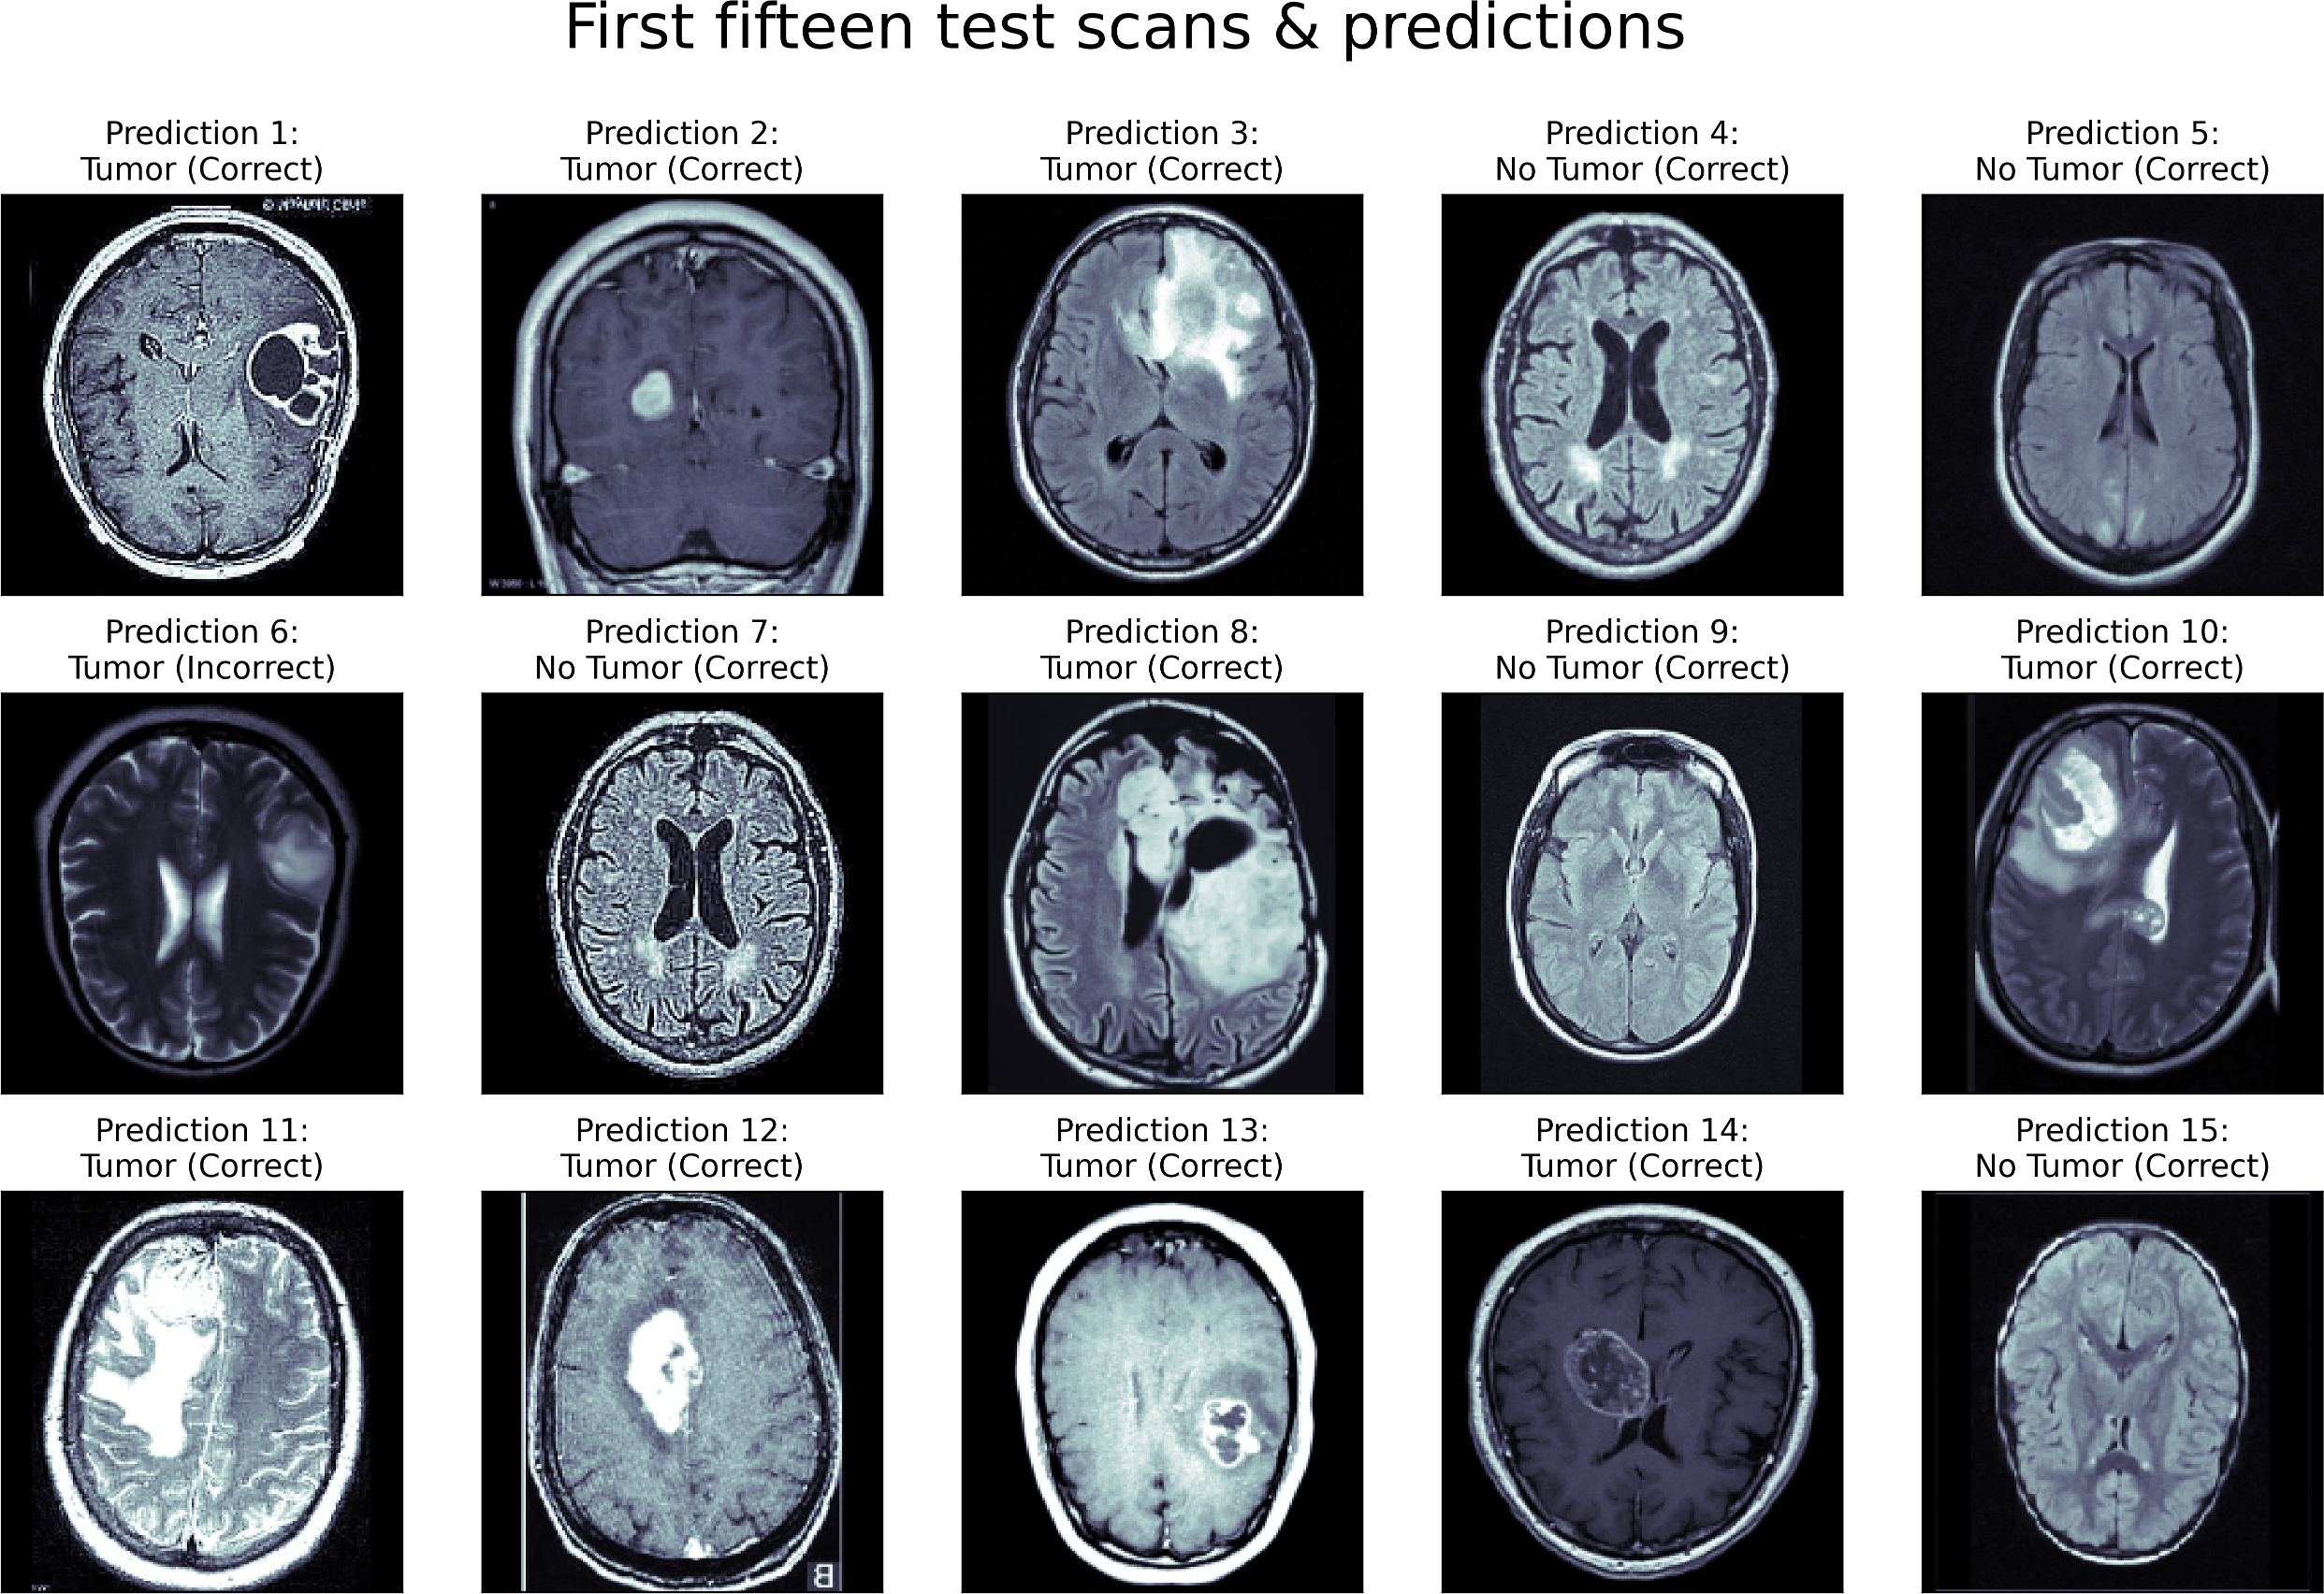 First fifteen test scans & predictions
Prediction 1:
Tumor (Correct)
Prediction 2:
Tumor (Correct)
Prediction 3:
Tumor (Correct)
Prediction 4:
No Tumor (Correct)
Prediction 5:
No Tumor (Correct)
Prediction 6:
Tumor (Incorrect)
Prediction 7:
No Tumor (Correct)
Prediction 8:
Tumor (Correct)
Prediction 9:
No Tumor (Correct)
Prediction 10:
Tumor (Correct)
Prediction 11:
Tumor (Correct)
Prediction 12:
Tumor (Correct)
Prediction 13:
Tumor (Correct)
Prediction 14:
Tumor (Correct)
Prediction 15:
No Tumor (Correct)